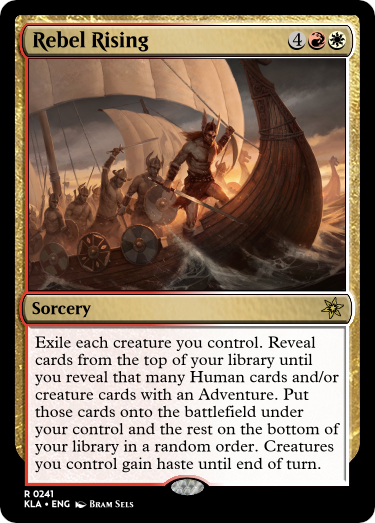 Rebel Rising 4
Sorcery
Exile each creature you control. Reveal
cards from the top of your library until
you reveal that many Human cards and/or
creature cards with an Adventure. Put
those cards onto the battlefield under
your control and the rest on the bottom of
your library in a random order. Creatures
you control gain haste until end of turn.
R 0241
KLA • ENG Bram Sels